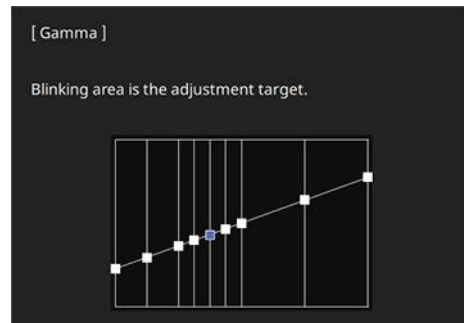 [ Gamma ]
Blinking area is the adjustment target.